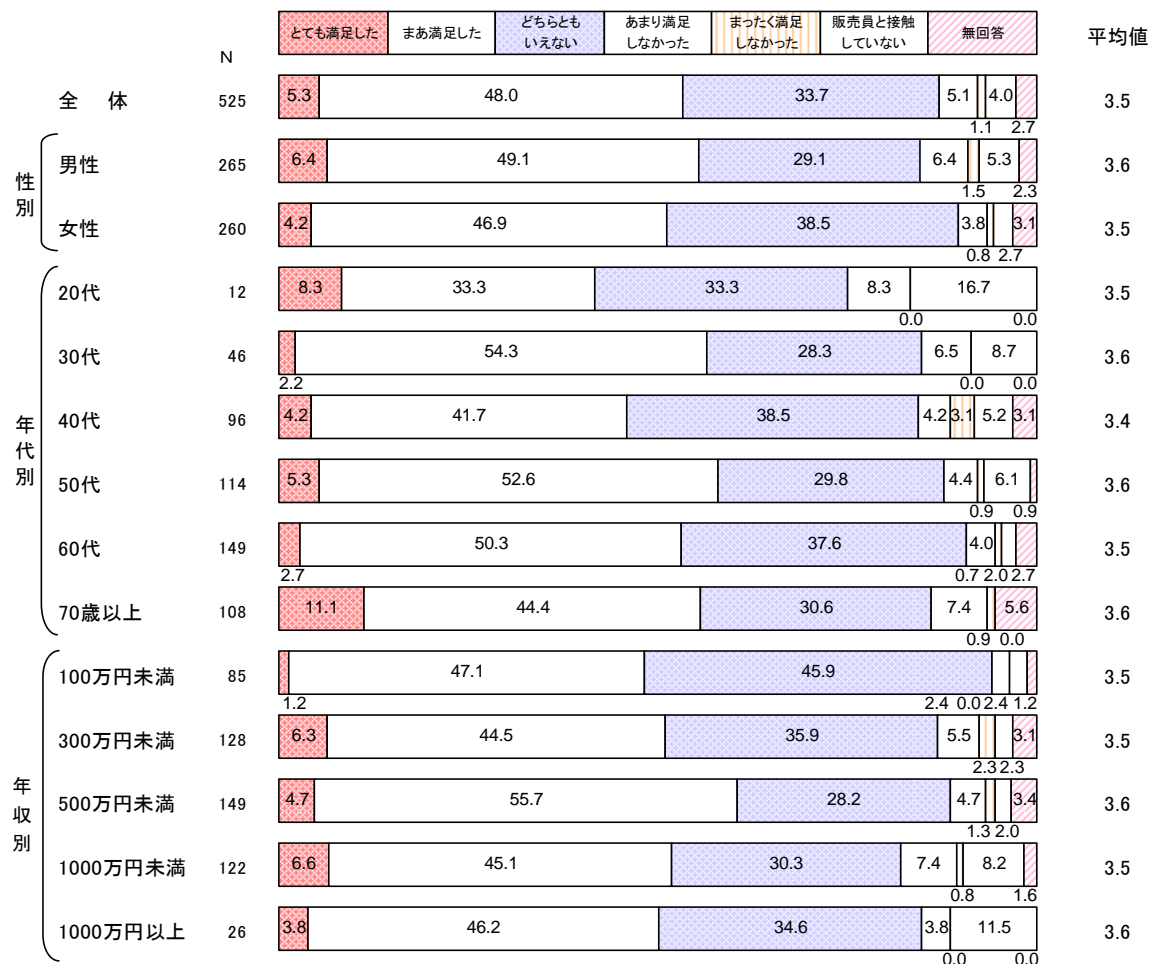 とても満足した まあ満足した どちらとも いえない あまり満足 しなかった まったく満足 しなかった 販売員と接触 していない 無回答 平均値
N
全 体 525 5.3 48.0 33.7 5.1 4.0 3.5
1.1 2.7
性別
男性 265 6.4 49.1 29.1 6.4 5.3 3.6
1.5 2.3
女性 260 4.2 46.9 38.5 3.8 3.1 3.5
0.8 2.7
年代別
20代 12 8.3 33.3 33.3 8.3 16.7 3.5
0.0 0.0
30代 46 54.3 28.3 6.5 8.7 3.6
2.2 0.0 0.0
40代 96 4.2 41.7 38.5 4.2 3.1 5.2 3.1 3.4
50代 114 5.3 52.6 29.8 4.4 6.1 3.6
0.9 0.9
60代 149 50.3 37.6 4.0 3.5
2.7 0.7 2.0 2.7
70歳以上 108 11.1 44.4 30.6 7.4 5.6 3.6
0.9 0.0
年収別
100万円未満 85 47.1 45.9 3.5
1.2 2.4 0.0 2.4 1.2
300万円未満 128 6.3 44.5 35.9 5.5 3.1 3.5
2.3 2.3
500万円未満 149 4.7 55.7 28.2 4.7 3.4 3.6
1.3 2.0
1000万円未満 122 6.6 45.1 30.3 7.4 8.2 3.5
0.8 1.6
1000万円以上 26 3.8 46.2 34.6 3.8 11.5 3.6
0.0 0.0